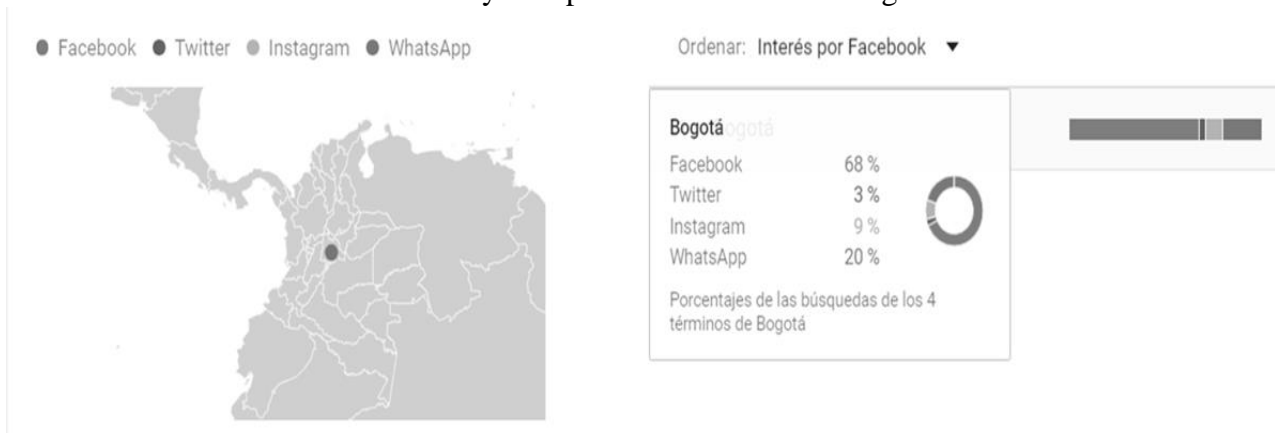 Facebook Twitter Instagram WhatsApp
Ordenar: Interés por Facebook
Bogotá
Facebook 68 %
Twitter 3 %
Instagram 9 %
WhatsApp 20 %
Porcentajes de las búsquedas de los 4
términos de Bogotá